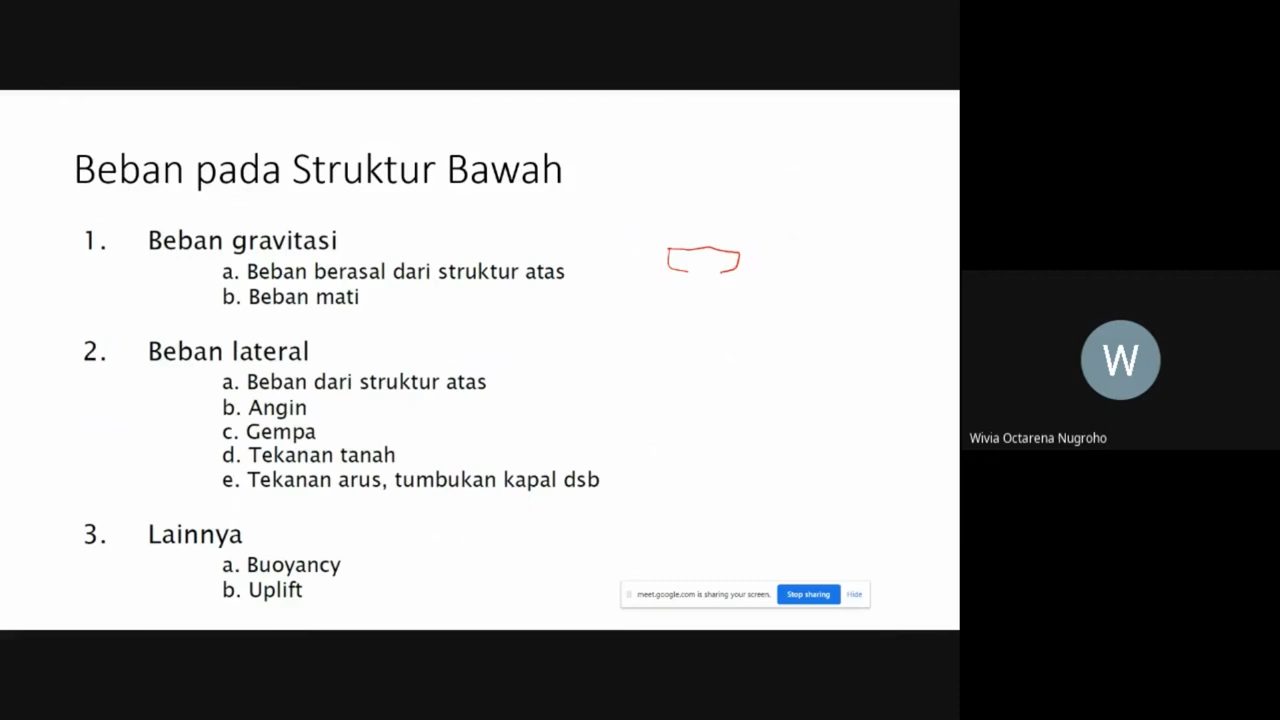 Beban pada Struktur Bawah
1. Beban gravitasi
a. Beban berasal dari struktur atas
b. Beban mati
2. Beban lateral
a. Beban dari struktur atas
b. Angin
c. Gempa
d. Tekanan tanah
e. Tekanan arus, tumbukan kapal dsb
3. Lainnya
a. Buoyancy
b. Uplift
meet.google.com is sharing your screen. Stop sharing Hide
W
Wivia Octarena Nugroho